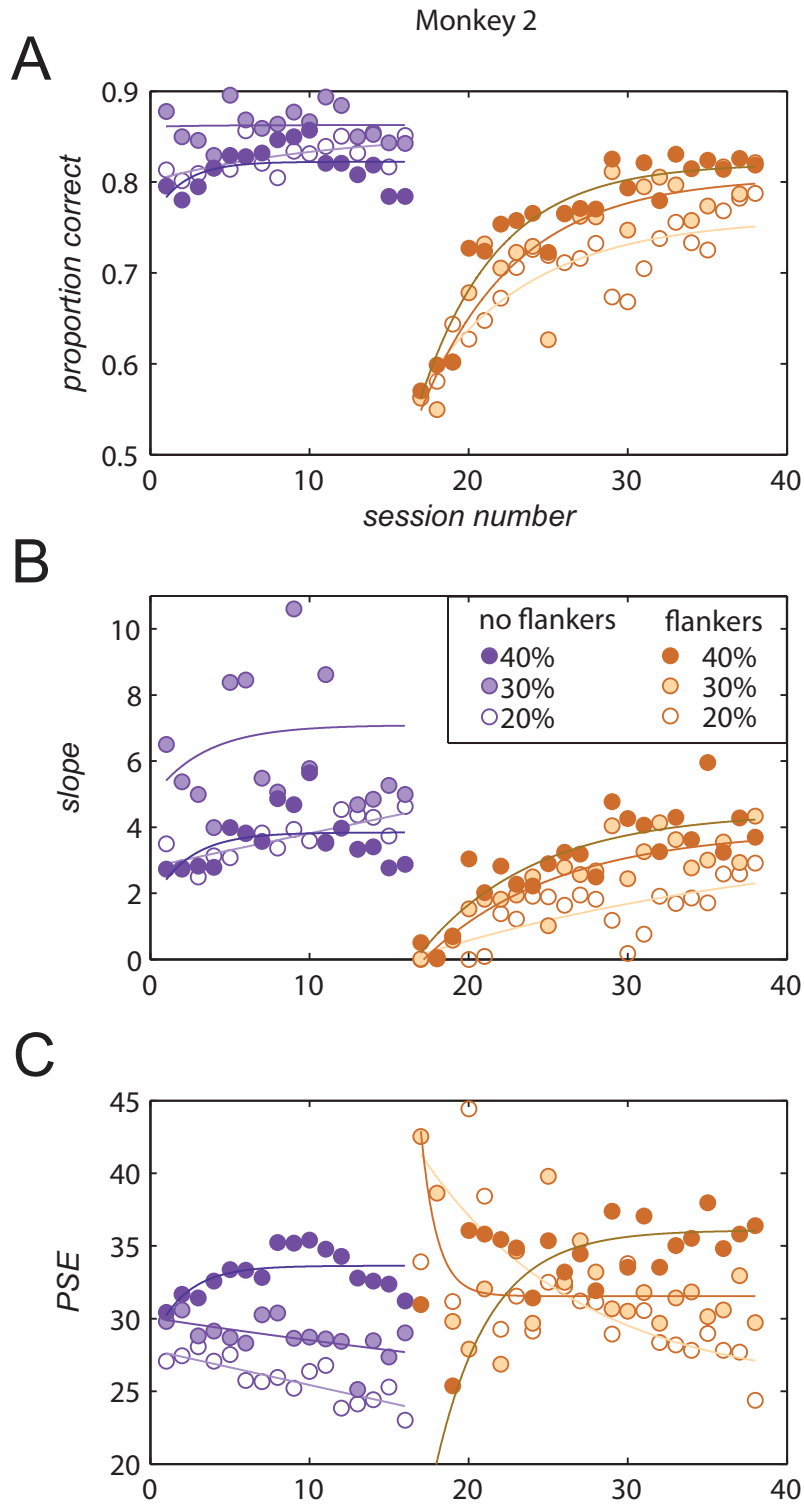 Monkey 2
A
proportion correct
0.9
0.8
0.7
0.6
0.5
0 10 20 30 40
session number
B
slope
10
8
6
4
2
0
no flankers flankers
40% 40%
30% 30%
20% 20%
0 10 20 30 40
C
PSE
45
40
35
30
25
20
0 10 20 30 40